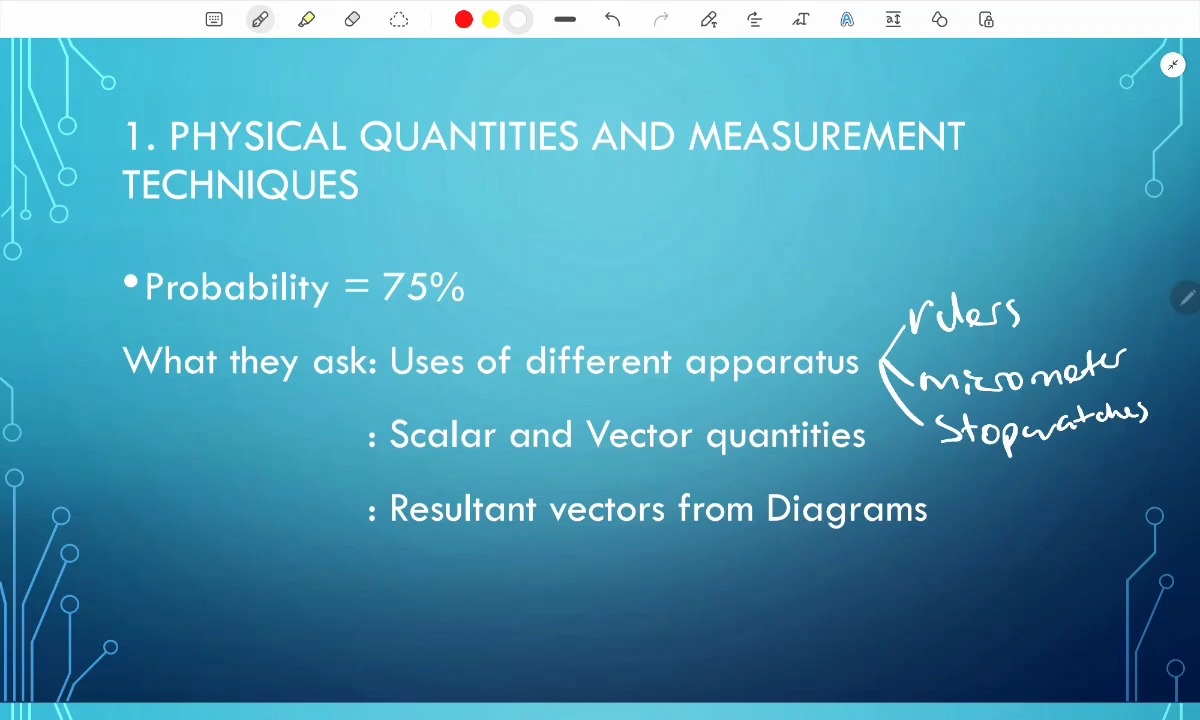 1. PHYSICAL QUANTITIES AND MEASUREMENT
TECHNIQUES
•Probability = 75%
What they ask: Uses of different apparatus
rulers
micrometer
stopwatches
: Scalar and Vector quantities
: Resultant vectors from Diagrams